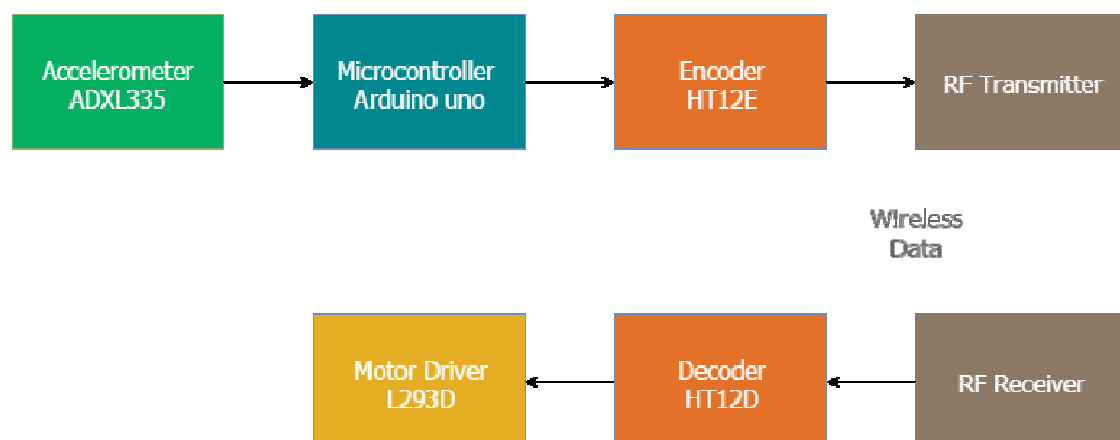 Accelerometer
ADXL335
Microcontroller
Arduino uno
Encoder
HT12E
RF Transmitter
Wireless
Data
Motor Driver
L293D
Decoder
HT12D
RF Receiver